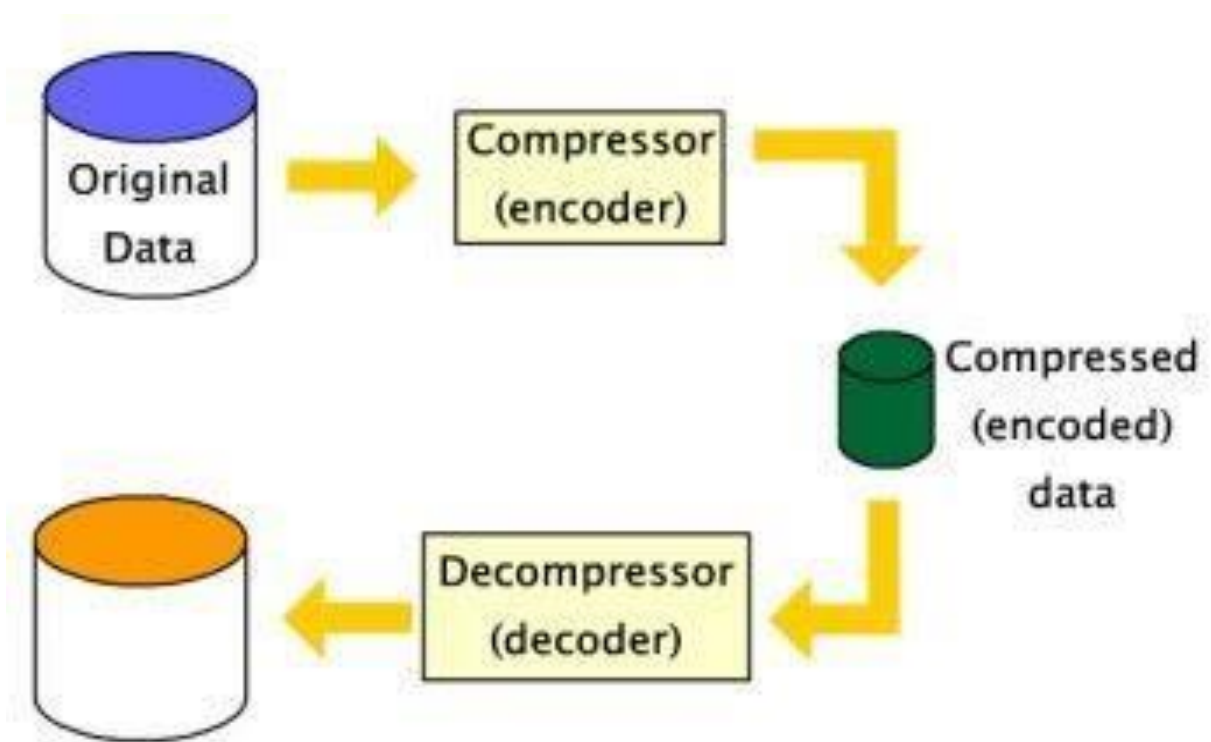 Original
Data
Compressor
(encoder)
Compressed
(encoded)
data
Decompressor
(decoder)